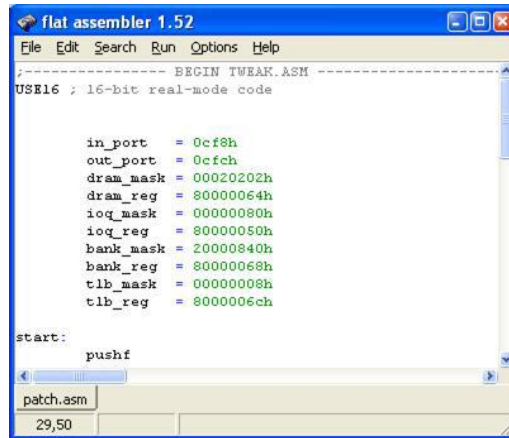 flat assembler 1.52
File Edit Search Run Options Help
;---------------- BEGIN TWEAK.ASM --------------------
USE16 ; 16-bit real-mode code
in_port = 0cf8h
out_port = 0cfch
dram_mask = 00020202h
dram_reg = 80000064h
ioq_mask = 00000080h
ioq_reg = 80000050h
bank_mask = 20000840h
bank_reg = 80000068h
tlb_mask = 00000008h
tlb_reg = 8000006ch
start:
pushf
patch.asm
29,50